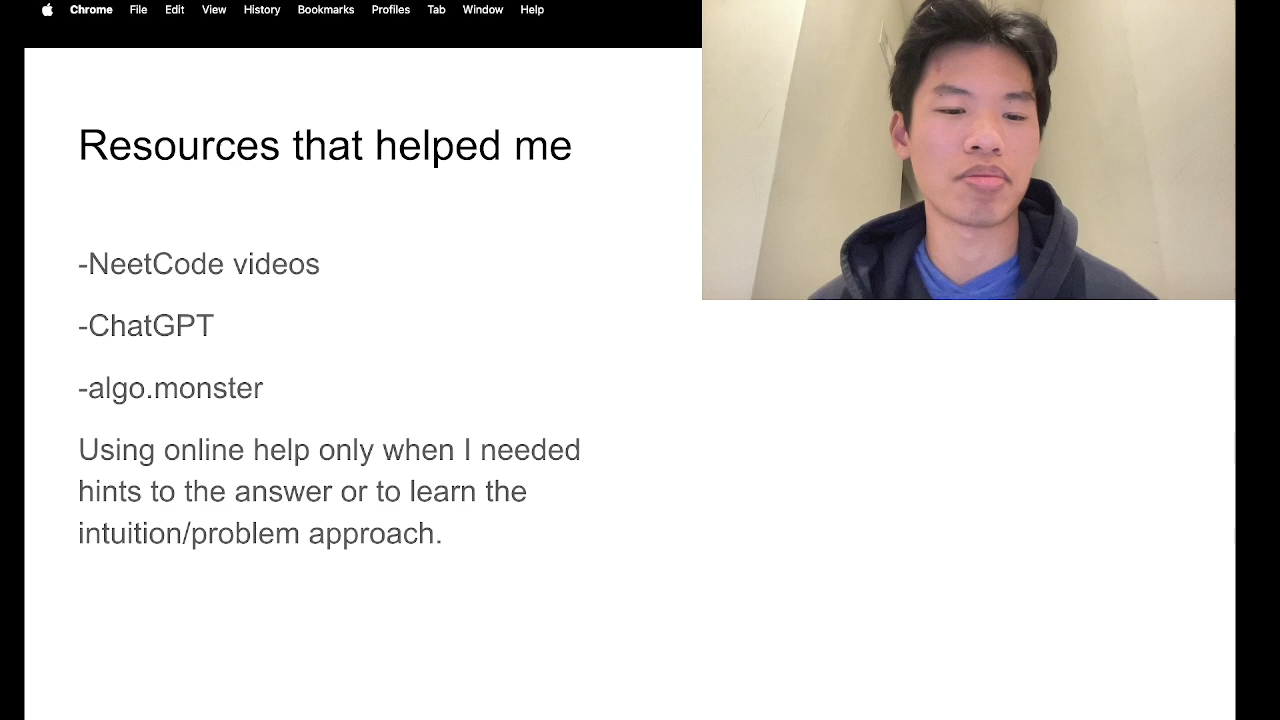 Chrome File Edit View History Bookmarks Profiles Tab Window Help
Resources that helped me
-NeetCode videos
-ChatGPT
-algo.monster
Using online help only when I needed
hints to the answer or to learn the
intuition/problem approach.